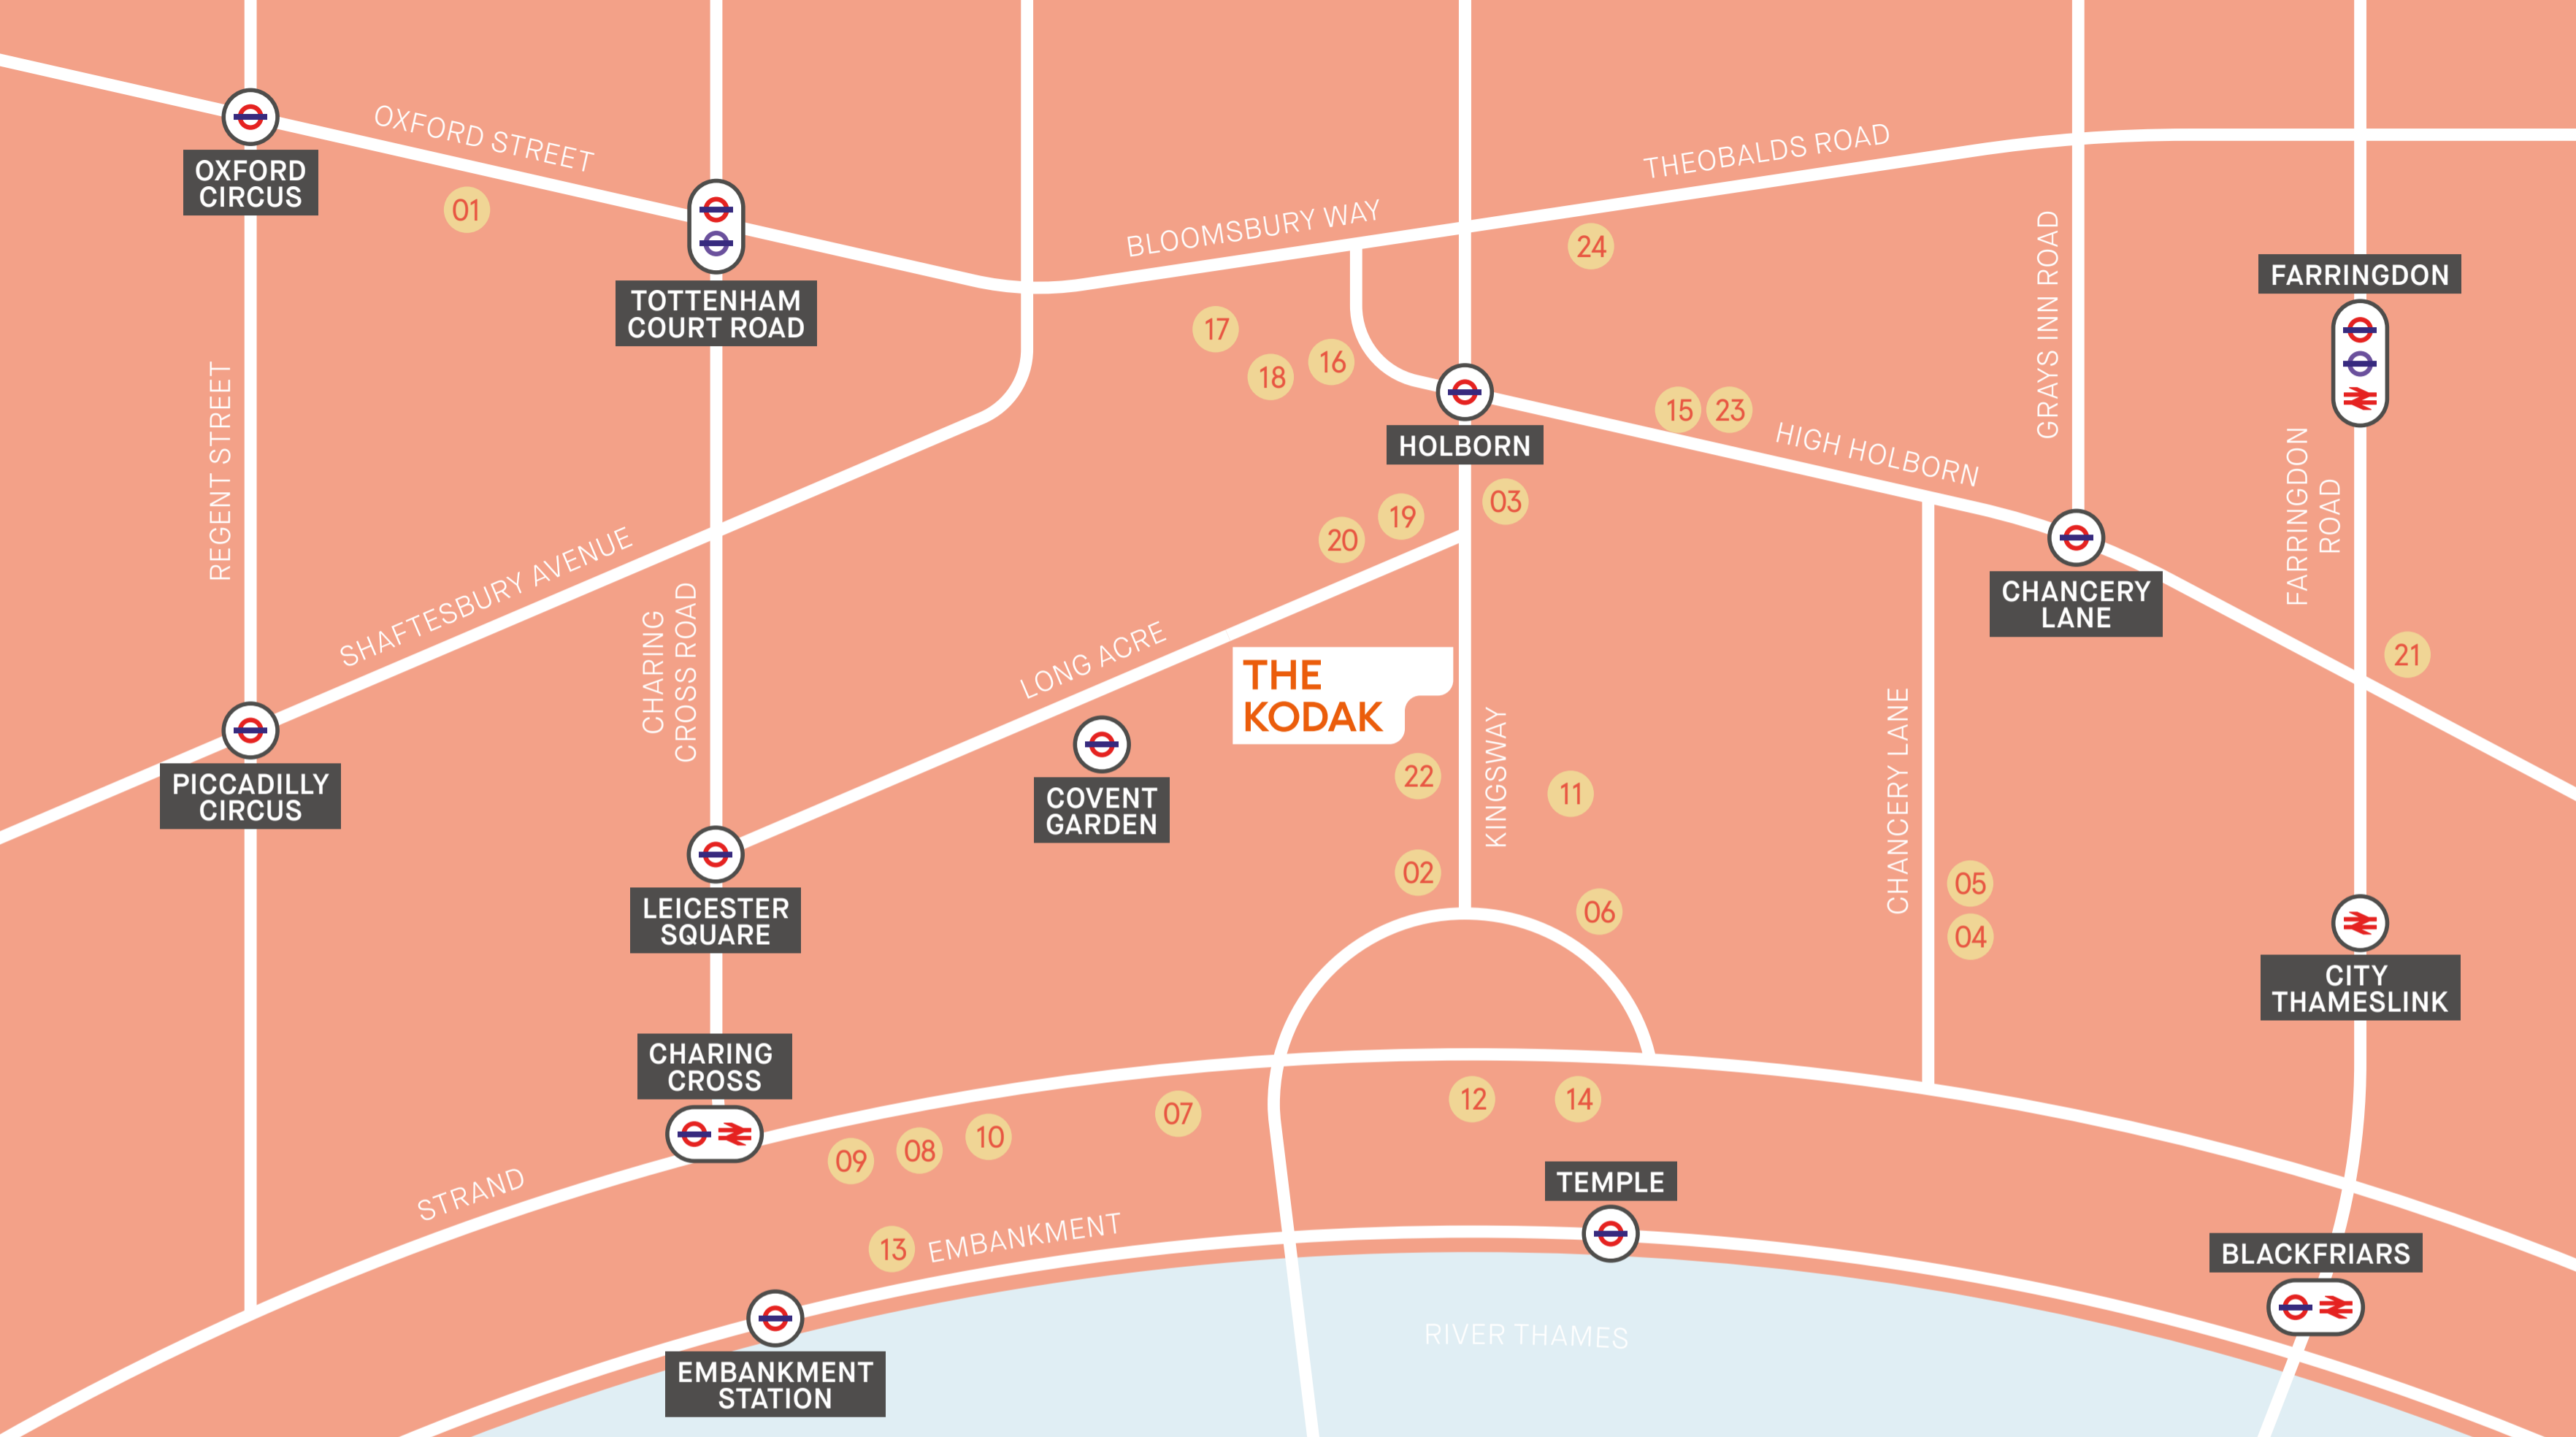 OXFORD
CIRCUS
OXFORD STREET
01
TOTTENHAM
COURT ROAD
BLOOMSBURY WAY
THEOBALDS ROAD
24
GRAYS INN ROAD
FARRINGDON
17
18
16
HOLBORN
15
23
HIGH HOLBORN
REGENT STREET
SHAFTESBURY AVENUE
CHARING
CROSS ROAD
20
19
03
CHANCERY
LANE
FARRINGDON
ROAD
21
LONG ACRE
THE
KODAK
PICCADILLY
CIRCUS
COVENT
GARDEN
22
KINGSWAY
11
CHANCERY LANE
LEICESTER
SQUARE
02
06
05
04
CITY
THAMESLINK
CHARING
CROSS
09
08
10
07
12
14
STRAND
13
EMBANKMENT
TEMPLE
BLACKFRIARS
EMBANKMENT
STATION
RIVER THAMES